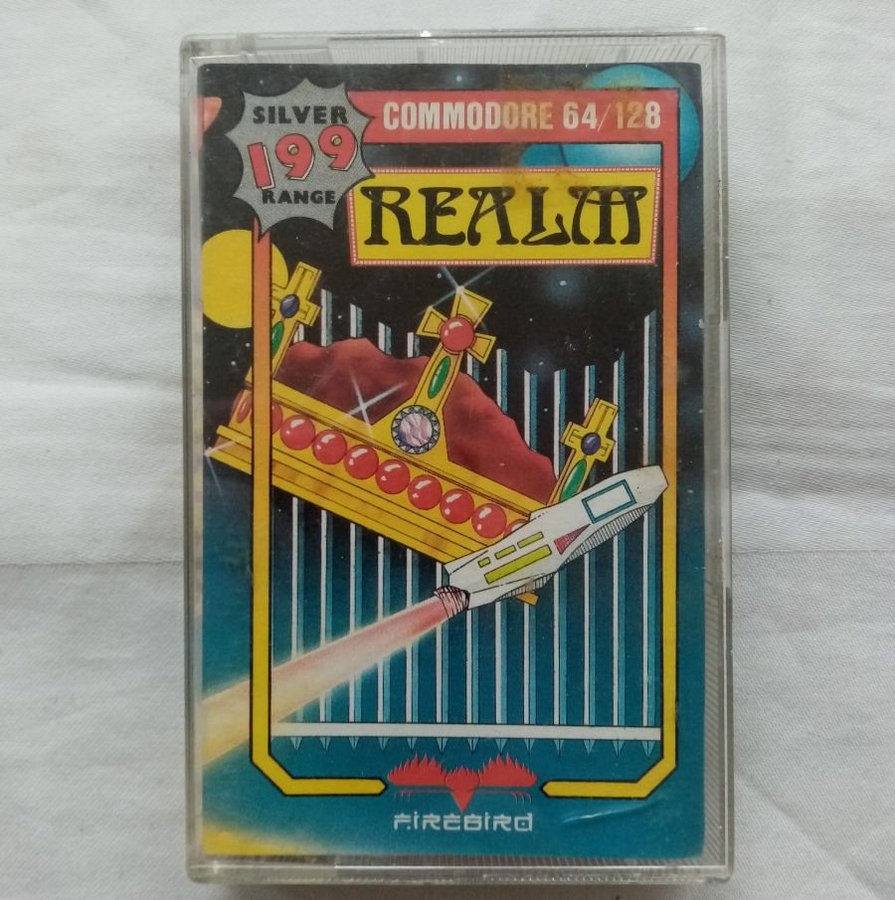 SILVER
199
RANGE
COMMODORE 64/128
REALM
FIREBIRD